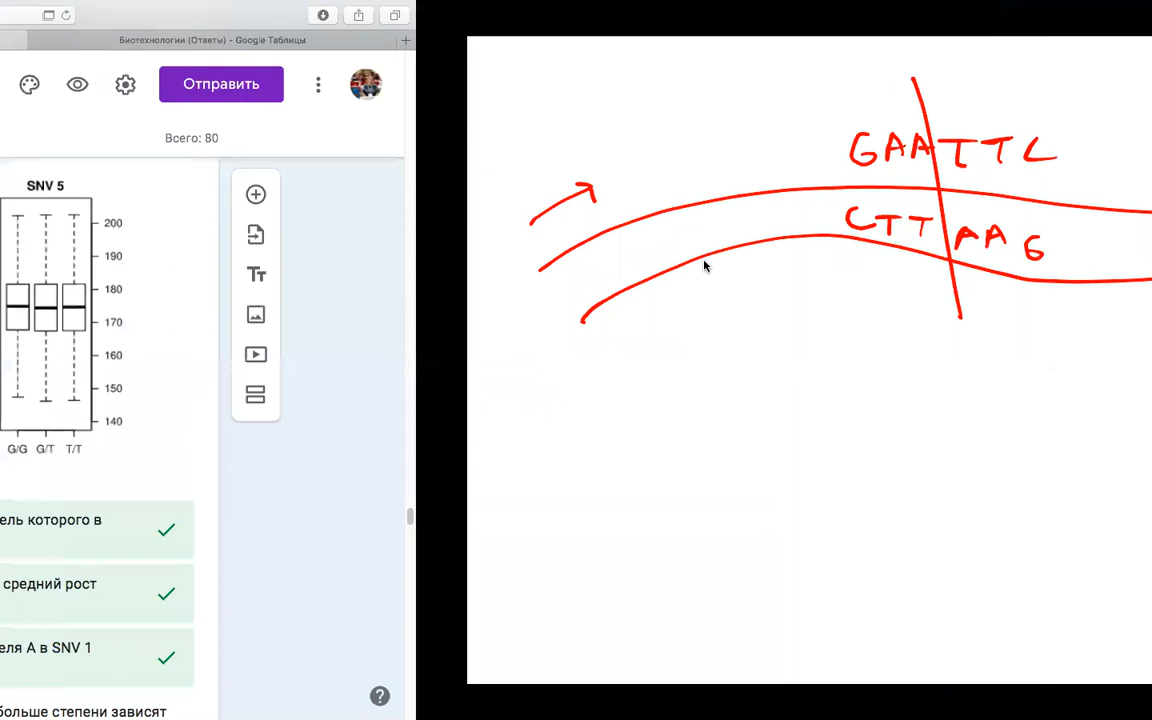 Биотехнологии (Ответы) - Google Таблицы
Отправить
Всего: 80
SNV 5
200
190
180
170
160
150
140
G/G G/T T/T
Tт
ель которого в
средний рост
еля А в SNV 1
больше степени зависят
GAATTC
CTTAAG